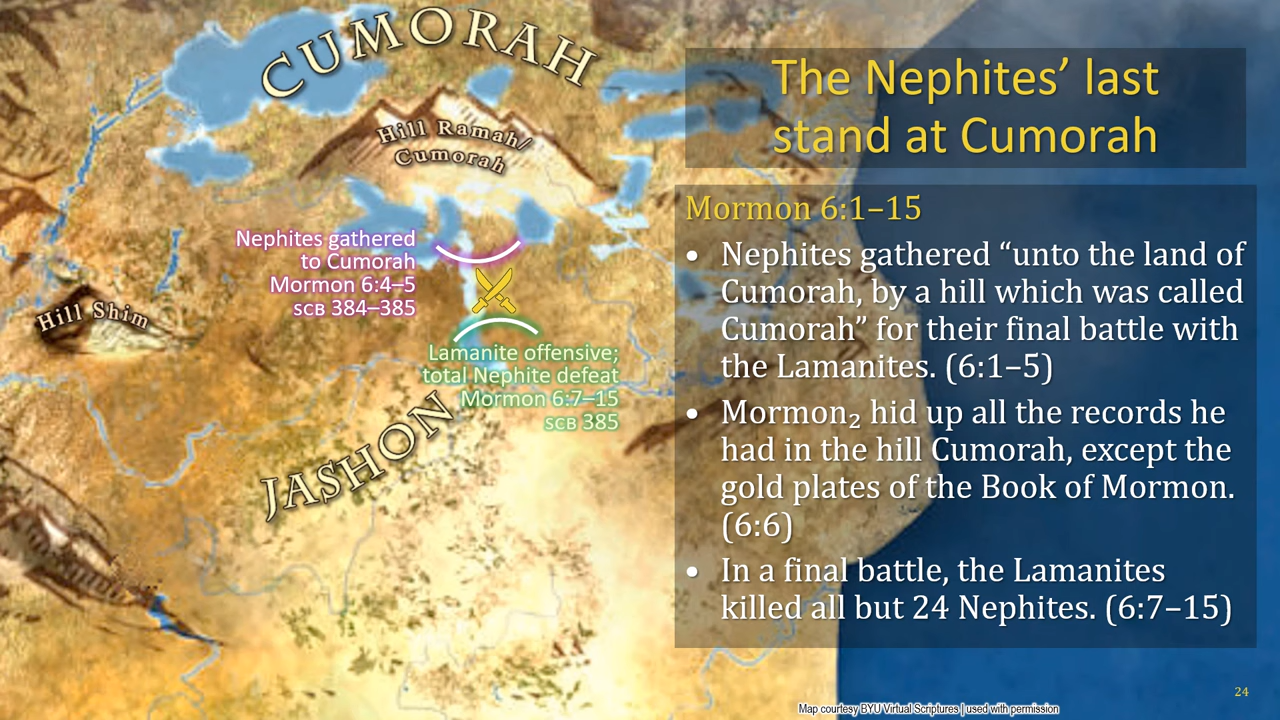 CUMORAH
Hill Ramah/
Cumorah
Nephites gathered
to Cumorah
Mormon 6:4–5
SCB 384–385
Hill Shim
Lamanite offensive;
total Nephite defeat
Mormon 6:7–15
SCB 385
JASHON
The Nephites’ last
stand at Cumorah
Mormon 6:1–15
• Nephites gathered “unto the land of
Cumorah, by a hill which was called
Cumorah” for their final battle with
the Lamanites. (6:1–5)
• Mormon₂ hid up all the records he
had in the hill Cumorah, except the
gold plates of the Book of Mormon.
(6:6)
• In a final battle, the Lamanites
killed all but 24 Nephites. (6:7–15)
24
Map courtesy BYU Virtual Scriptures | used with permission